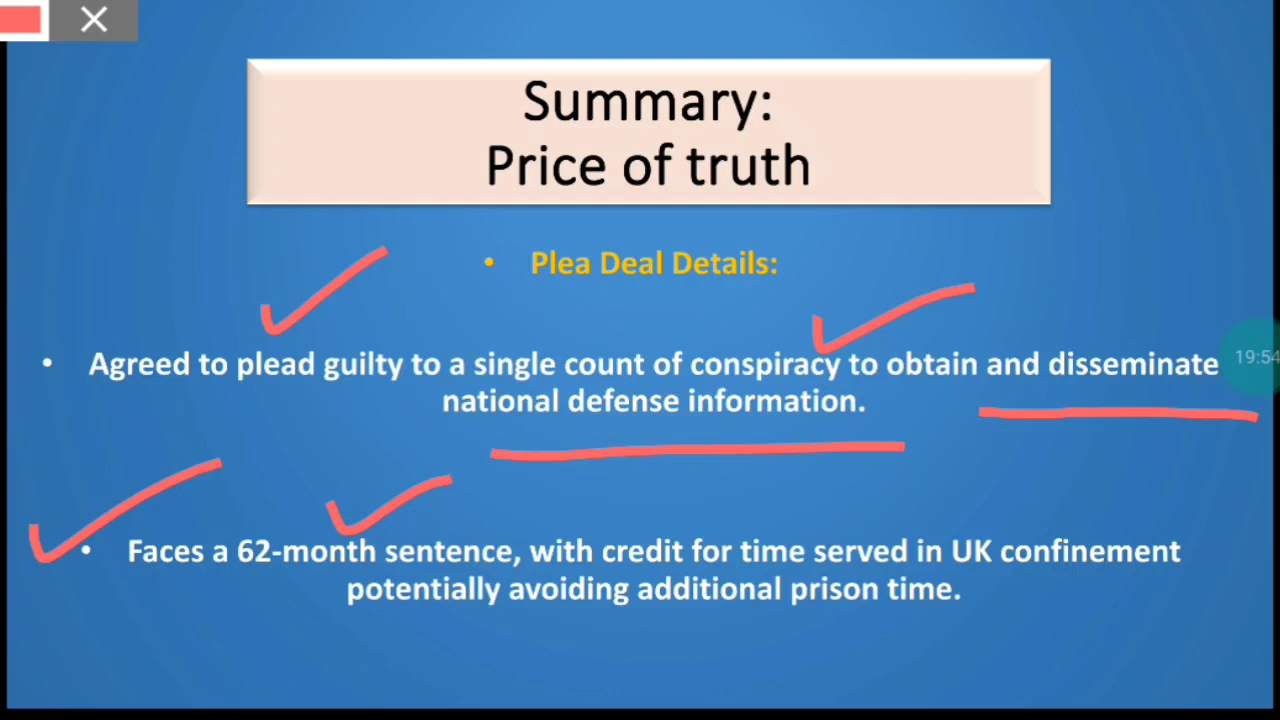 Summary:
Price of truth
• Plea Deal Details:
• Agreed to plead guilty to a single count of conspiracy to obtain and disseminate
national defense information.
19:54
• Faces a 62-month sentence, with credit for time served in UK confinement
potentially avoiding additional prison time.